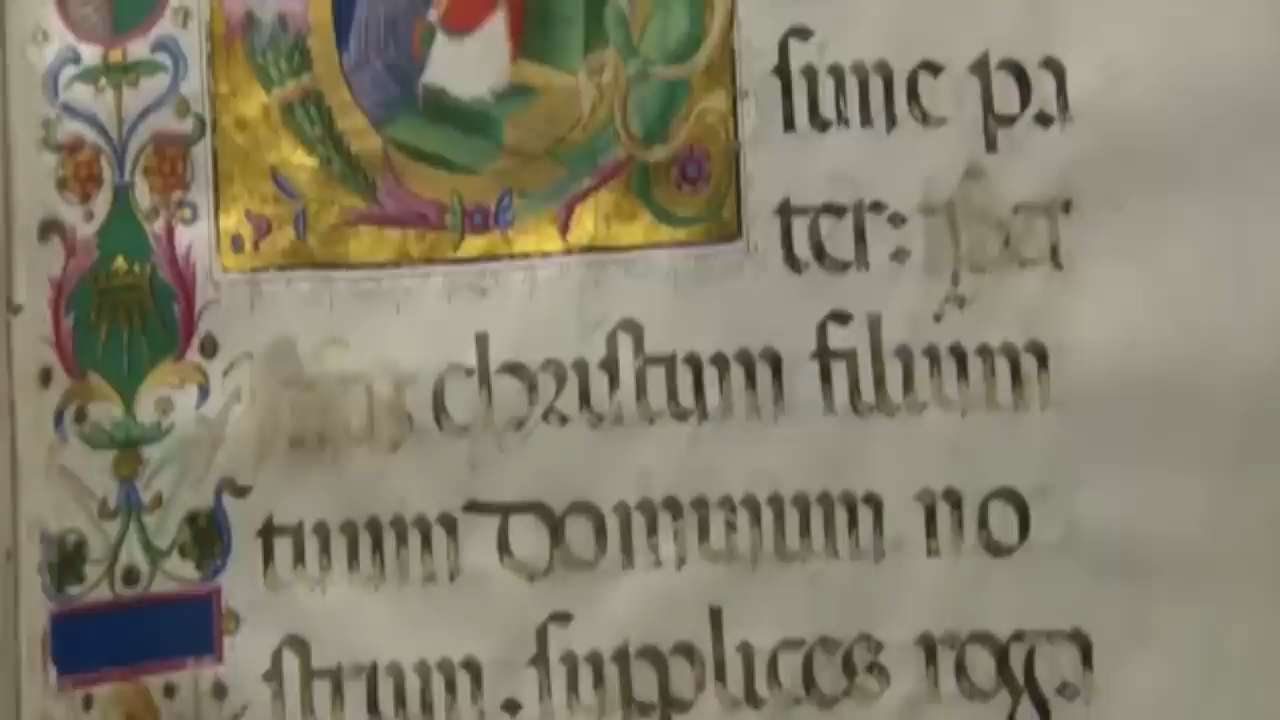 ſime pa
ter:
chriſtum filium
tuum dominum no
ſtrum. ſupplices roga